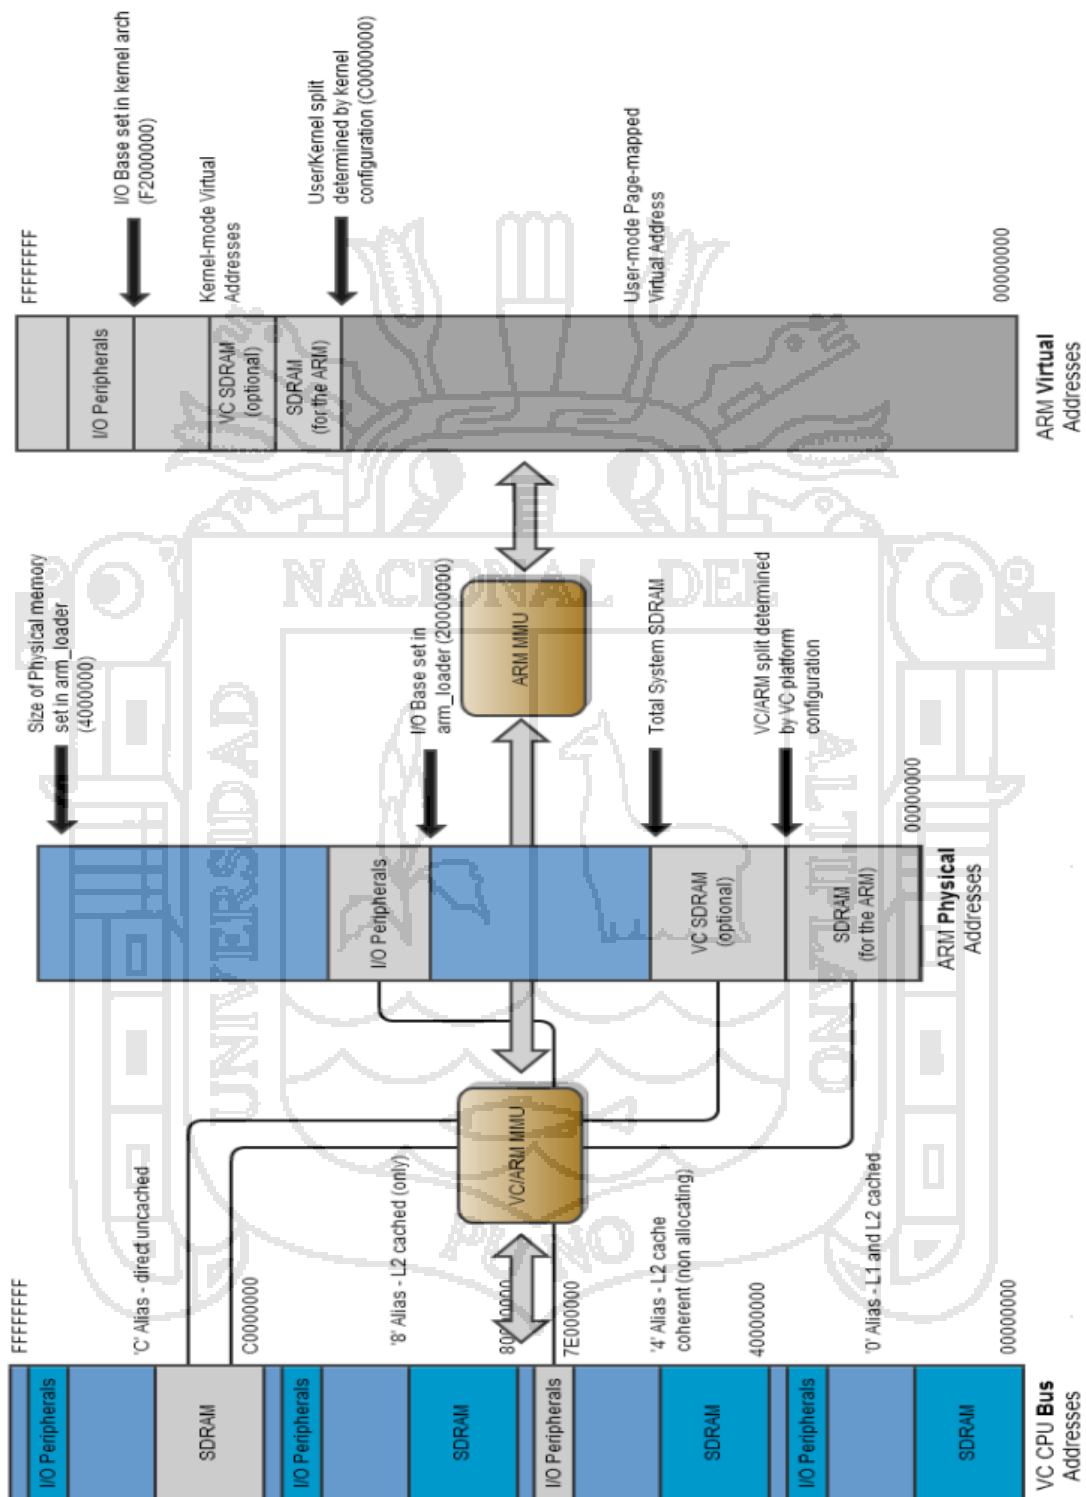 FFFFFFFF
I/O Peripherals
'C' Alias - direct uncached
SDRAM
C0000000
I/O Peripherals
'8' Alias - L2 cached (only)
SDRAM
I/O Peripherals
7E000000
'4' Alias - L2 cache
coherent (non allocating)
SDRAM
40000000
I/O Peripherals
'0' Alias - L1 and L2 cached
SDRAM
00000000
VC CPU Bus
Addresses
VC/ARM MMU
Size of Physical memory
set in arm_loader
(4000000)
I/O Peripherals
I/O Base set in
arm_loader (20000000)
Total System SDRAM
VC SDRAM
(optional)
VC/ARM split determined
by VC platform
configuration
SDRAM
(for the ARM)
00000000
ARM Physical
Addresses
ARM MMU
FFFFFFFF
I/O Peripherals
I/O Base set in kernel arch
(F2000000)
Kernel-mode Virtual
Addresses
VC SDRAM
(optional)
SDRAM
(for the ARM)
User/Kernel split
determined by kernel
configuration (C0000000)
User-mode Page-mapped
Virtual Address
00000000
ARM Virtual
Addresses
UNIVERSIDAD
NACIONAL DEL
ALTIPLANO
PUNO